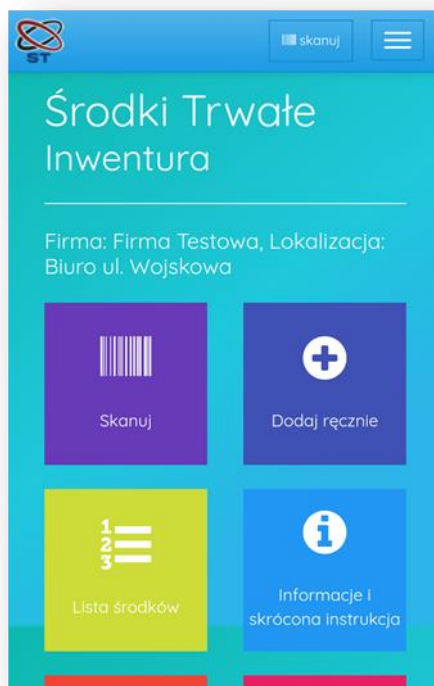 ST
skanuj
Środki Trwałe
Inwentura
Firma: Firma Testowa, Lokalizacja:
Biuro ul. Wojskowa
Skanuj
Dodaj ręcznie
1
2
3
Lista środków
Informacje i
skrócona instrukcja